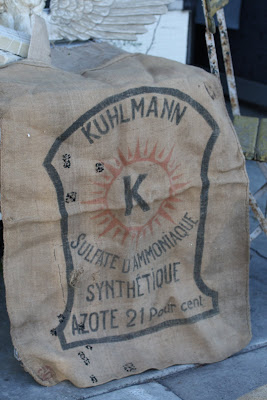 KUHLMANN
K
SULFATE D'AMMONIAQUE
SYNTHÉTIQUE
AZOTE 21 Pour cent